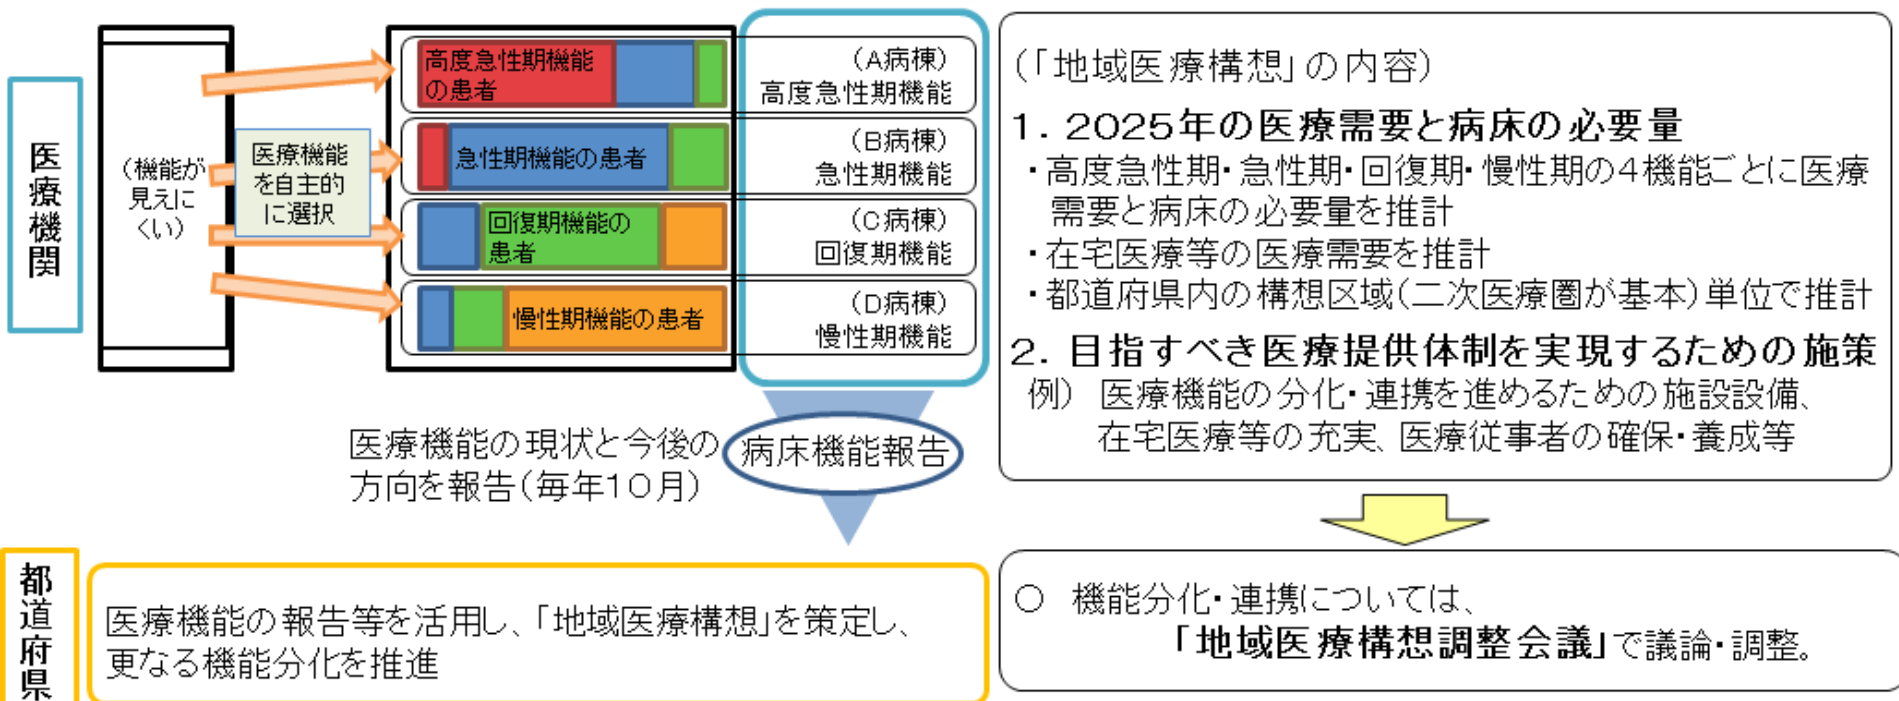 医療機関
(機能が
見えに
くい)
医療機能
を自主的
に選択
高度急性期機能
の患者
(A病棟)
高度急性期機能
急性期機能の患者
(B病棟)
急性期機能
回復期機能の
患者
(C病棟)
回復期機能
慢性期機能の患者
(D病棟)
慢性期機能
医療機能の現状と今後の
方向を報告(毎年10月)
病床機能報告
都道府県
医療機能の報告等を活用し、「地域医療構想」を策定し、
更なる機能分化を推進
(「地域医療構想」の内容)
1. 2025年の医療需要と病床の必要量
・高度急性期・急性期・回復期・慢性期の4機能ごとに医療
需要と病床の必要量を推計
・在宅医療等の医療需要を推計
・都道府県内の構想区域(二次医療圏が基本)単位で推計
2. 目指すべき医療提供体制を実現するための施策
例) 医療機能の分化・連携を進めるための施設設備、
在宅医療等の充実、医療従事者の確保・養成等
○ 機能分化・連携については、
「地域医療構想調整会議」で議論・調整。